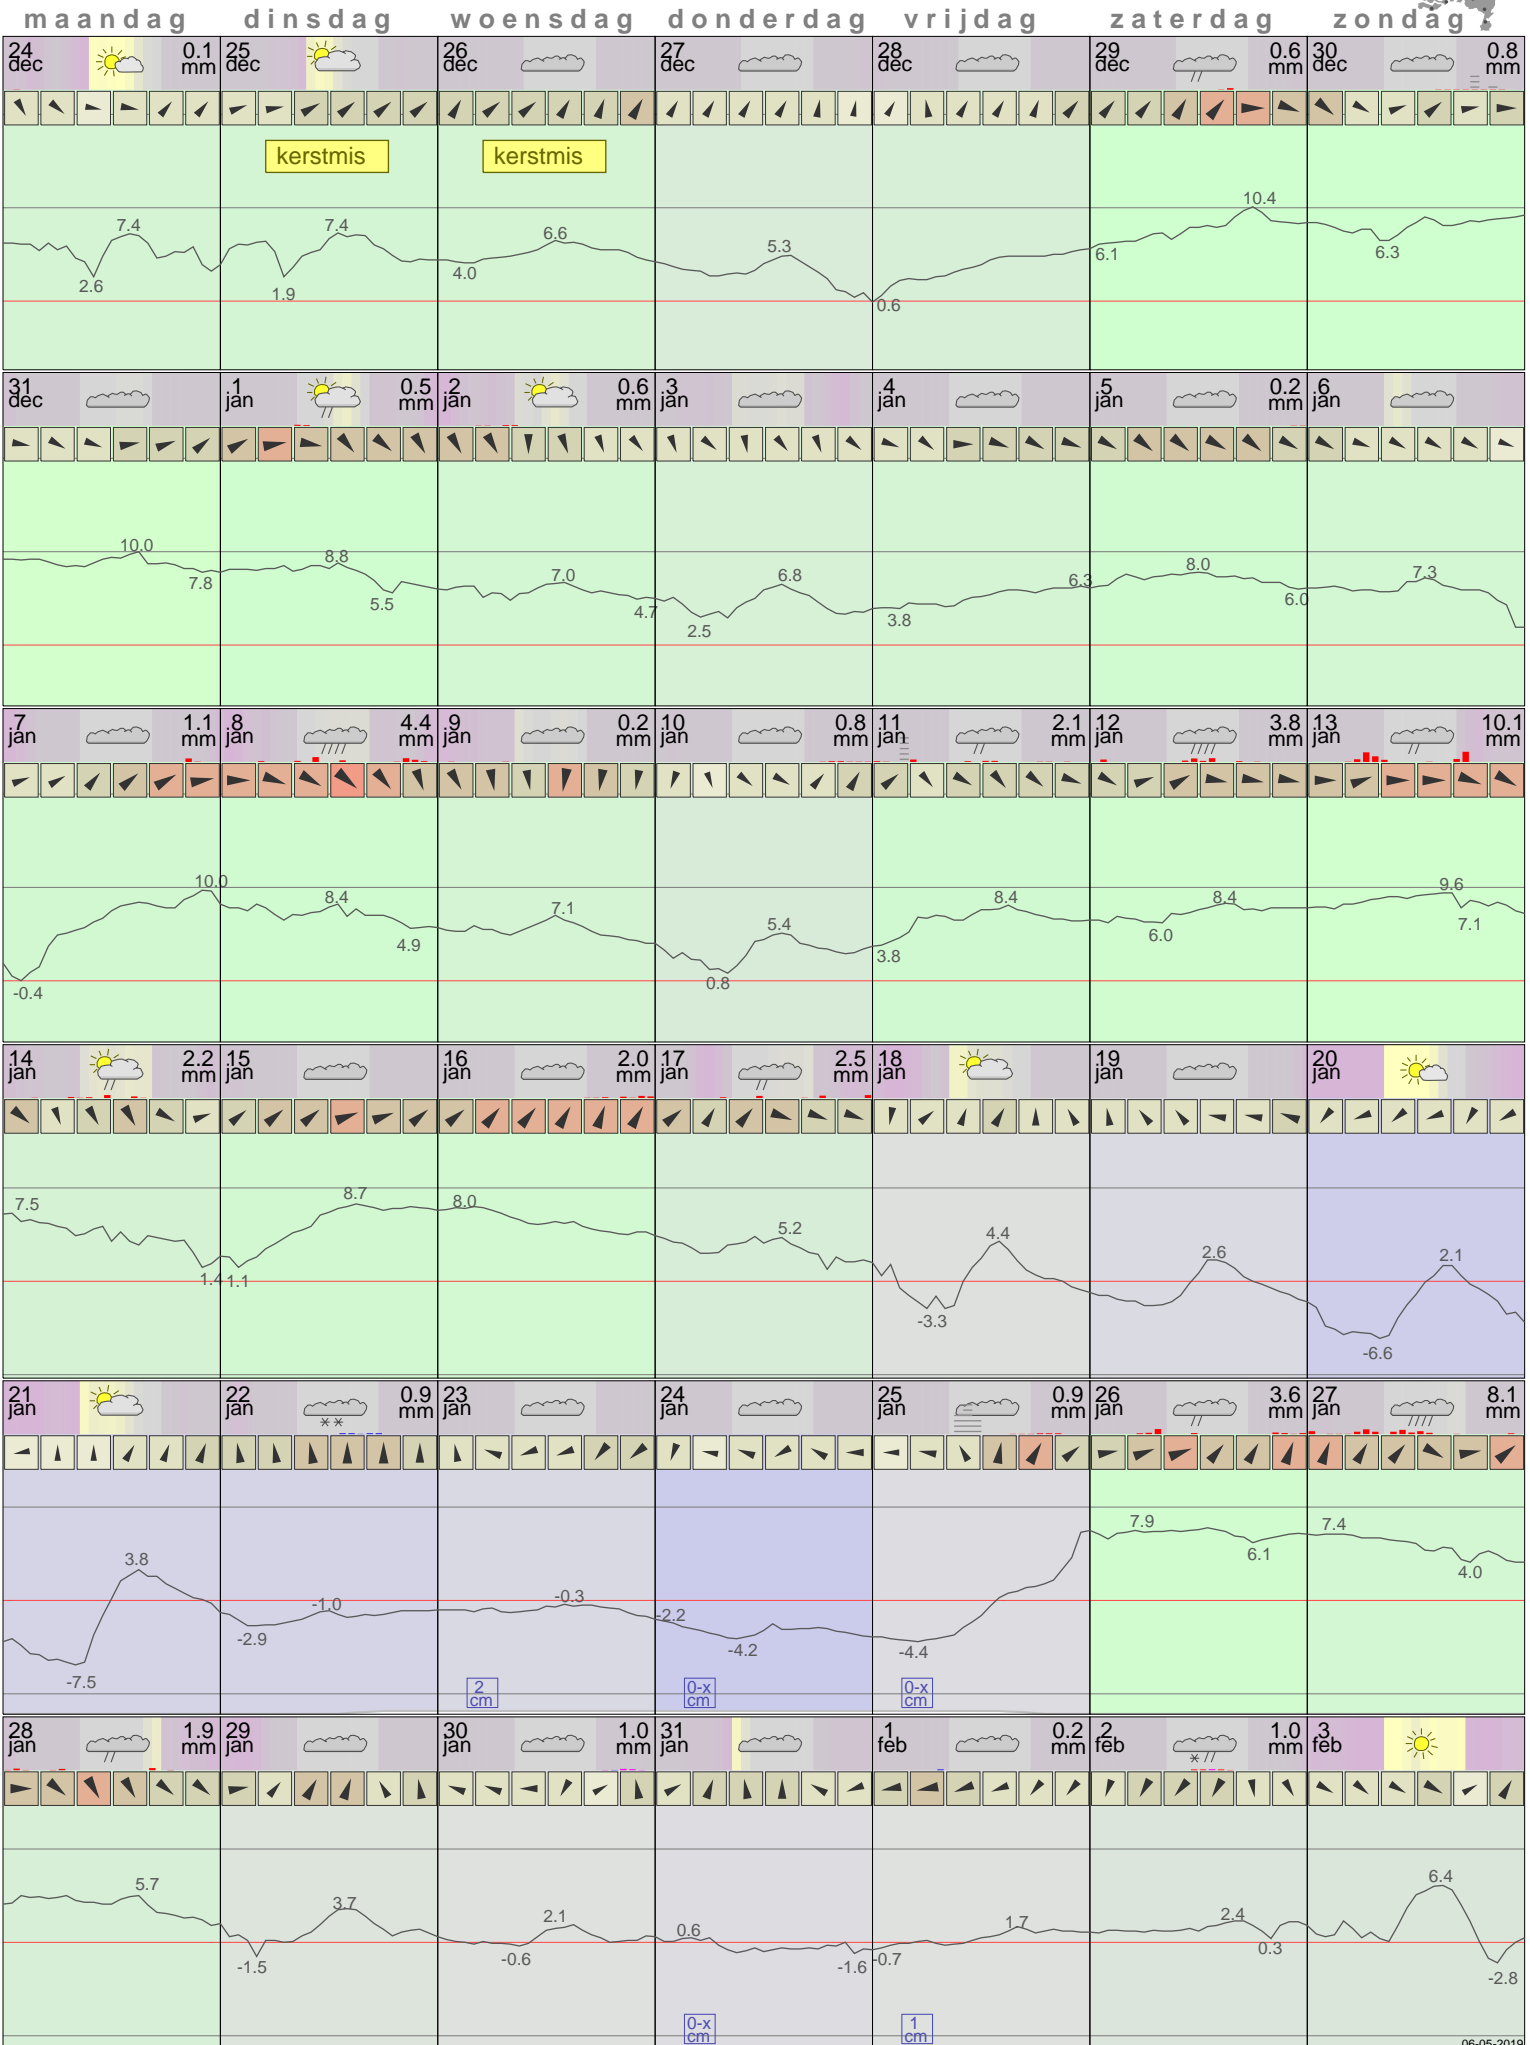 maandag dinsdag woensdag donderdag vrijdag zaterdag zondag
24 dec 0.1 mm 25 dec 26 dec 27 dec 28 dec 29 dec 0.6 mm 30 dec 0.8 mm
kerstmis kerstmis
7.4 2.6 7.4 1.9 4.0 6.6 5.3 0.6 6.1 10.4 6.3
31 dec 1 jan 0.5 mm 2 jan 0.6 mm 3 jan 4 jan 5 jan 0.2 mm 6 jan
10.0 7.8 8.8 5.5 7.0 4.7 2.5 6.8 3.8 6.3 8.0 6.0 7.3
7 jan 1.1 mm 8 jan 4.4 mm 9 jan 0.2 mm 10 jan 0.8 mm 11 jan 2.1 mm 12 jan 3.8 mm 13 jan 10.1 mm
-0.4 10.0 8.4 4.9 7.1 0.8 5.4 3.8 8.4 6.0 8.4 9.6 7.1
14 jan 2.2 mm 15 jan 16 jan 2.0 mm 17 jan 2.5 mm 18 jan 19 jan 20 jan
7.5 1.4 1.1 8.7 8.0 5.2 -3.3 4.4 2.6 -6.6 2.1
21 jan 22 jan 0.9 mm 23 jan 24 jan 25 jan 0.9 mm 26 jan 3.6 mm 27 jan 8.1 mm
-7.5 3.8 -2.9 -1.0 -0.3 -2.2 -4.2 -4.4 7.9 6.1 7.4 4.0
2 cm 0-x cm 0-x cm
28 jan 1.9 mm 29 jan 30 jan 1.0 mm 31 jan 1 feb 0.2 mm 2 feb 1.0 mm 3 feb
5.7 -1.5 3.7 -0.6 2.1 0.6 -1.6 -0.7 1.7 2.4 0.3 6.4 -2.8
0-x cm 1 cm
06-05-2019